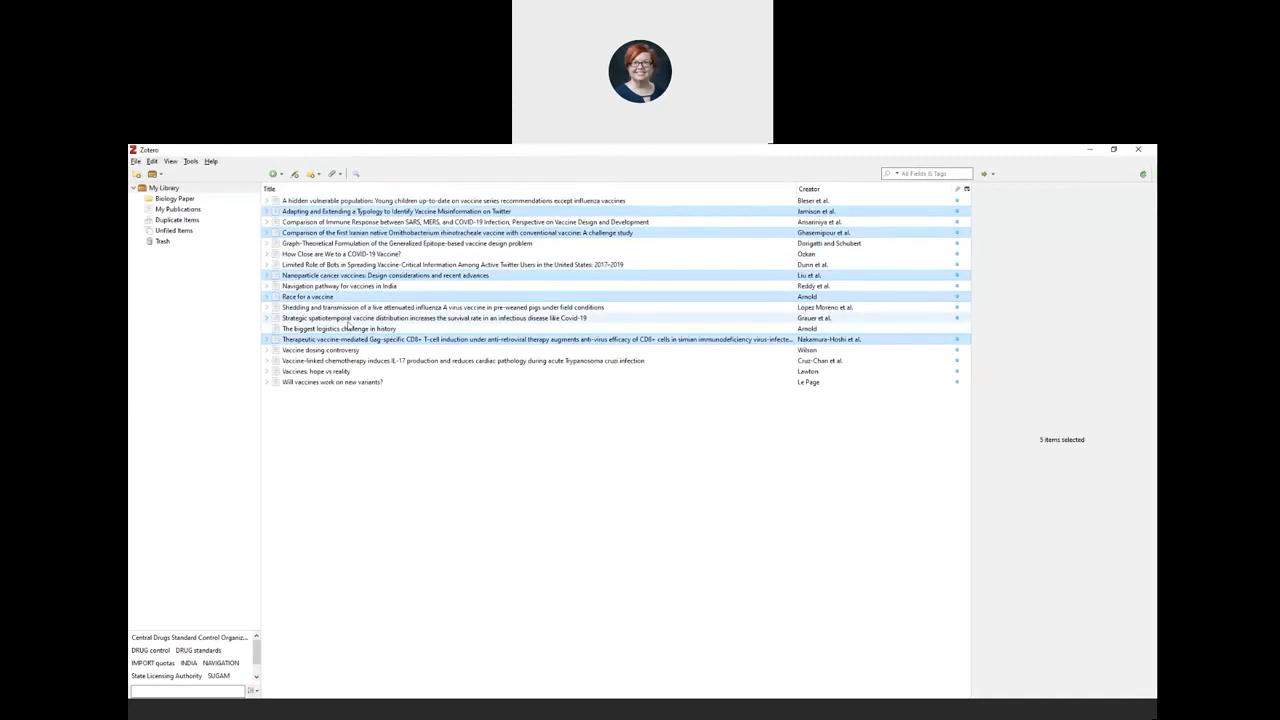 Zotero
File Edit View Tools Help
All Fields & Tags
My Library
Biology Paper
My Publications
Duplicate Items
Unfiled Items
Trash
Title Creator
A hidden vulnerable population: Young children up-to-date on vaccine series recommendations except influenza vaccines Bleser et al.
Adapting and Extending a Typology to Identify Vaccine Misinformation on Twitter Jamison et al.
Comparison of Immune Response between SARS, MERS, and COVID-19 Infection, Perspective on Vaccine Design and Development Ansariniya et al.
Comparison of the first Iranian native Ornithobacterium rhinotracheale vaccine with conventional vaccine: A challenge study Ghasemipour et al.
Graph-Theoretical Formulation of the Generalized Epitope-based vaccine design problem Dorigatti and Schubert
How Close are We to a COVID-19 Vaccine? Ozkan
Limited Role of Bots in Spreading Vaccine-Critical Information Among Active Twitter Users in the United States: 2017–2019 Dunn et al.
Nanoparticle cancer vaccines: Design considerations and recent advances Liu et al.
Navigation pathway for vaccines in India Reddy et al.
Race for a vaccine Arnold
Shedding and transmission of a live attenuated influenza A virus vaccine in pre-weaned pigs under field conditions Lopez Moreno et al.
Strategic spatiotemporal vaccine distribution increases the survival rate in an infectious disease like Covid-19 Grauer et al.
The biggest logistics challenge in history Arnold
Therapeutic vaccine-mediated Gag-specific CD8+ T-cell induction under anti-retroviral therapy augments anti-virus efficacy of CD8+ cells in simian immunodeficiency virus-infecte... Nakamura-Hoshi et al.
Vaccine dosing controversy Wilson
Vaccine-linked chemotherapy induces IL-17 production and reduces cardiac pathology during acute Trypanosoma cruzi infection Cruz-Chan et al.
Vaccines: hope vs reality Lawton
Will vaccines work on new variants? Le Page
5 items selected
Central Drugs Standard Control Organiz...
DRUG control DRUG standards
IMPORT quotas INDIA NAVIGATION
State Licensing Authority SUGAM